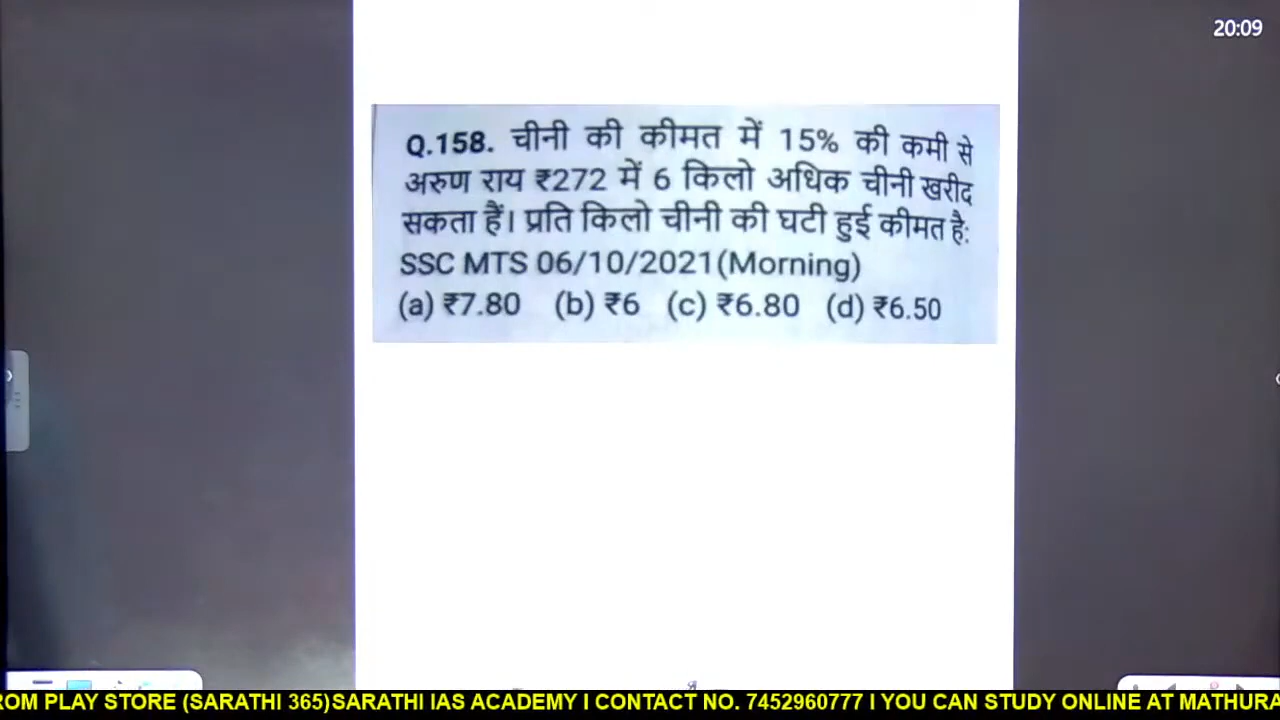 20:09
Q.158. चीनी की कीमत में 15% की कमी से
अरुण राय ₹272 में 6 किलो अधिक चीनी खरीद
सकता हैं। प्रति किलो चीनी की घटी हुई कीमत है:
SSC MTS 06/10/2021(Morning)
(a) ₹7.80 (b) ₹6 (c) ₹6.80 (d) ₹6.50
ROM PLAY STORE (SARATHI 365)SARATHI IAS ACADEMY I CONTACT NO. 7452960777 I YOU CAN STUDY ONLINE AT MATHURA